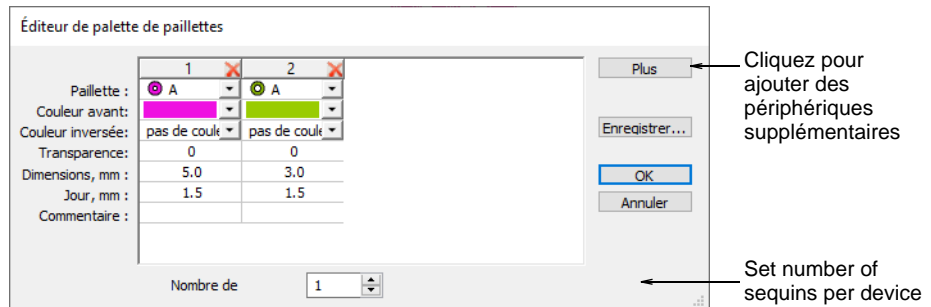 Éditeur de palette de paillettes
1 2
Paillette : A A
Couleur avant:
Couleur inversée: pas de coule pas de coule
Transparence: 0 0
Dimensions, mm : 5.0 3.0
Jour, mm : 1.5 1.5
Commentaire :
Nombre de 1
Plus
Enregistrer...
OK
Annuler
Cliquez pour
ajouter des
périphériques
supplémentaires
Set number of
sequins per device